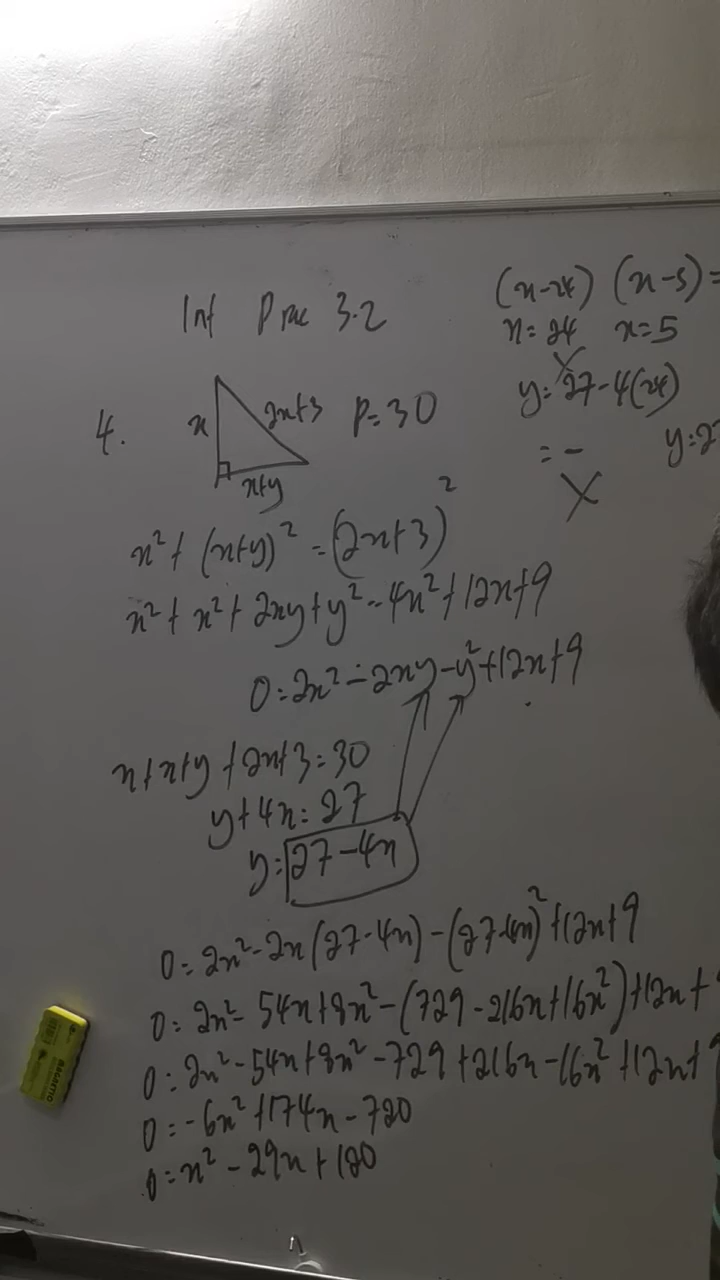 Int Prac 3.2
4.
x
2x+3
P=30
x+y
x² + (x+y)² = (2x+3)²
x² + x² + 2xy + y² = 4x² + 12x + 9
0 = 2x² - 2xy - y² + 12x + 9
x + x + y + 2x + 3 = 30
y + 4x = 27
y = 27 - 4x
0 = 2x² - 2x(27 - 4x) - (27 - 4x)² + 12x + 9
0 = 2x² - 54x + 8x² - (729 - 216x + 16x²) + 12x +
0 = 2x² - 54x + 8x² - 729 + 216x - 16x² + 12x +
0 = -6x² + 174x - 720
0 = x² - 29x + 120
(x-24) (x-5) =
x = 24 x = 5
y = 27 - 4(24)
= -
y = 2